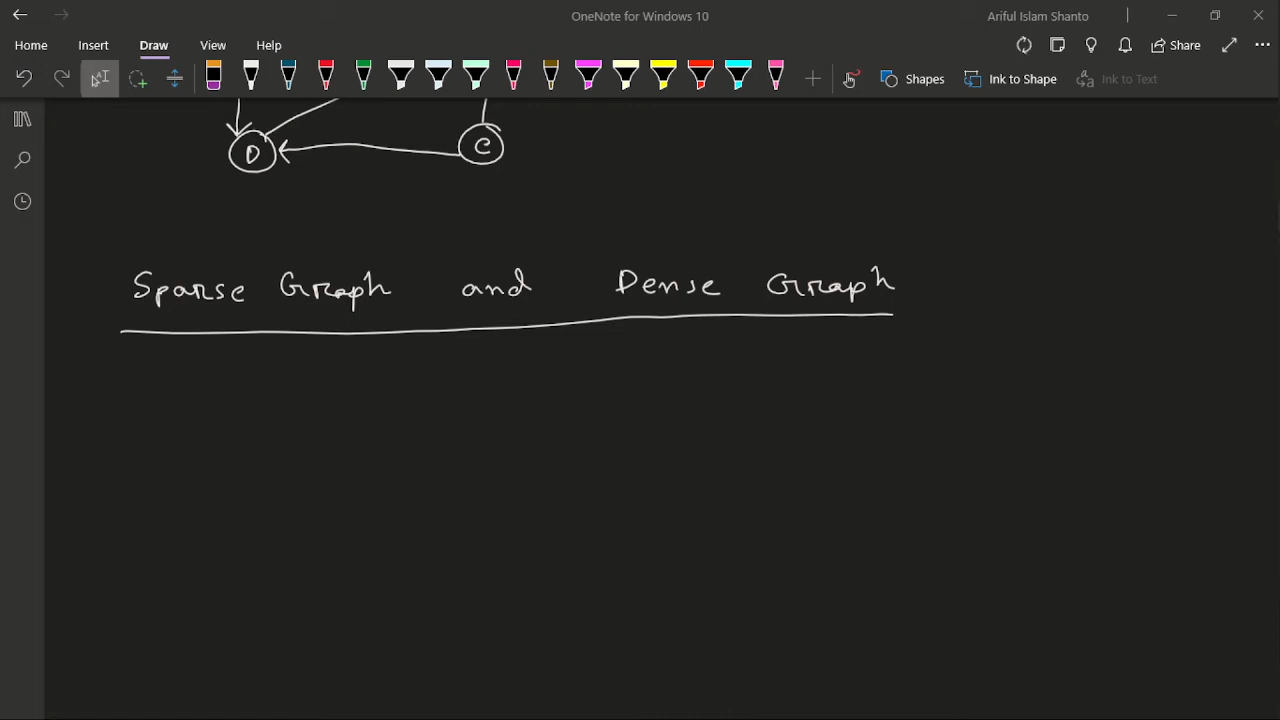 OneNote for Windows 10
Ariful Islam Shanto
Home Insert Draw View Help
Share
Shapes
Ink to Shape
Ink to Text
D
C
Sparse Graph and Dense Graph